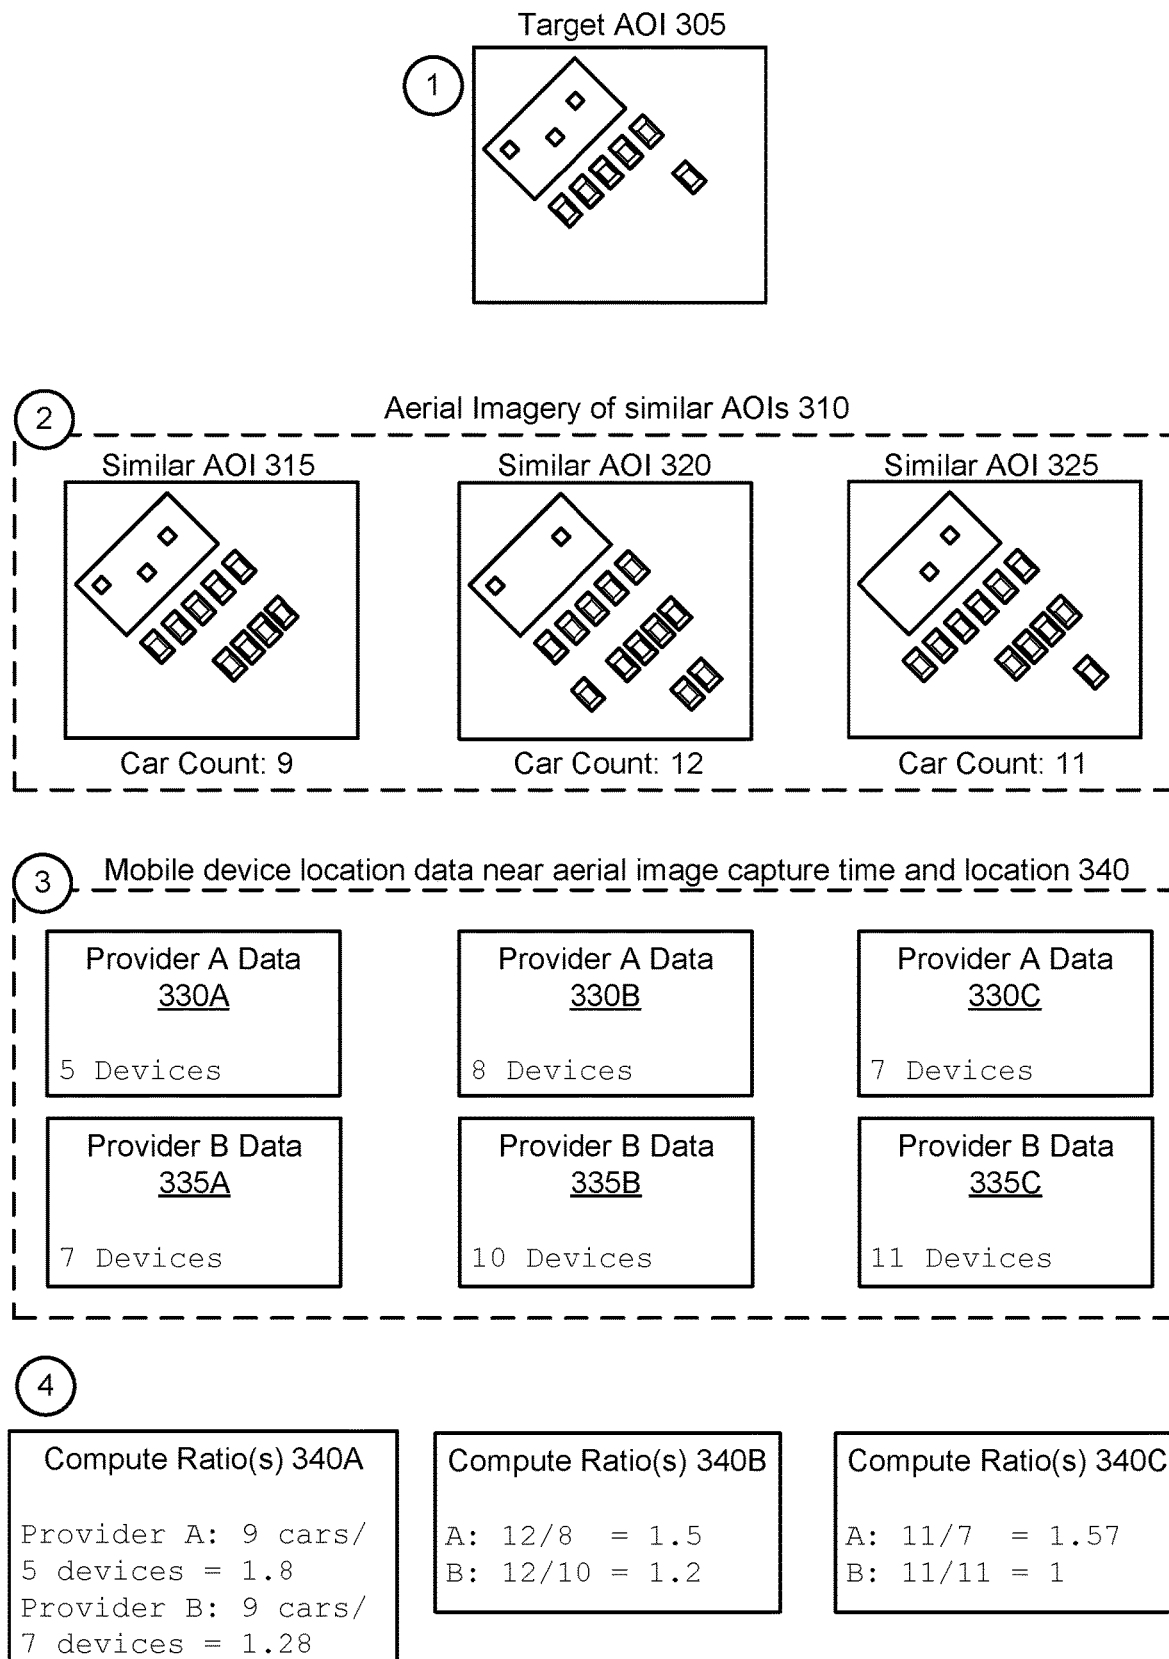 Target AOI 305
1
2
Aerial Imagery of similar AOIs 310
Similar AOI 315
Similar AOI 320
Similar AOI 325
Car Count: 9
Car Count: 12
Car Count: 11
3
Mobile device location data near aerial image capture time and location 340
Provider A Data
330A
5 Devices
Provider A Data
330B
8 Devices
Provider A Data
330C
7 Devices
Provider B Data
335A
7 Devices
Provider B Data
335B
10 Devices
Provider B Data
335C
11 Devices
4
Compute Ratio(s) 340A
Provider A: 9 cars/
5 devices = 1.8
Provider B: 9 cars/
7 devices = 1.28
Compute Ratio(s) 340B
A: 12/8 = 1.5
B: 12/10 = 1.2
Compute Ratio(s) 340C
A: 11/7 = 1.57
B: 11/11 = 1